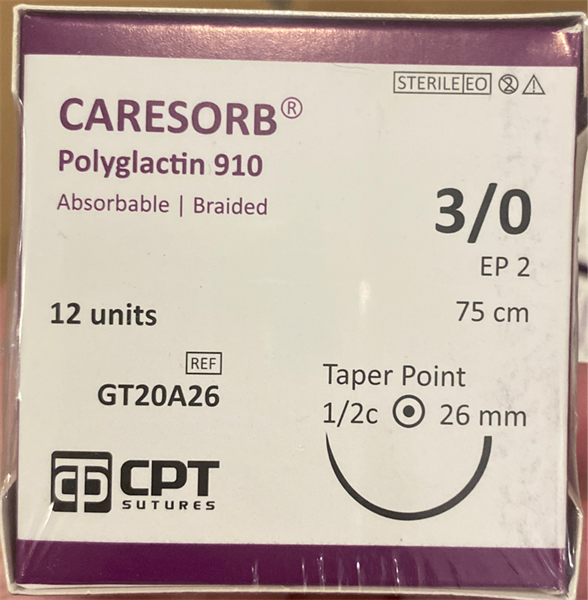 STERILE EO
CARESORB®
Polyglactin 910
Absorbable | Braided
3/0
EP 2
12 units
75 cm
REF
GT20A26
Taper Point
1/2c 26 mm
CPT
SUTURES